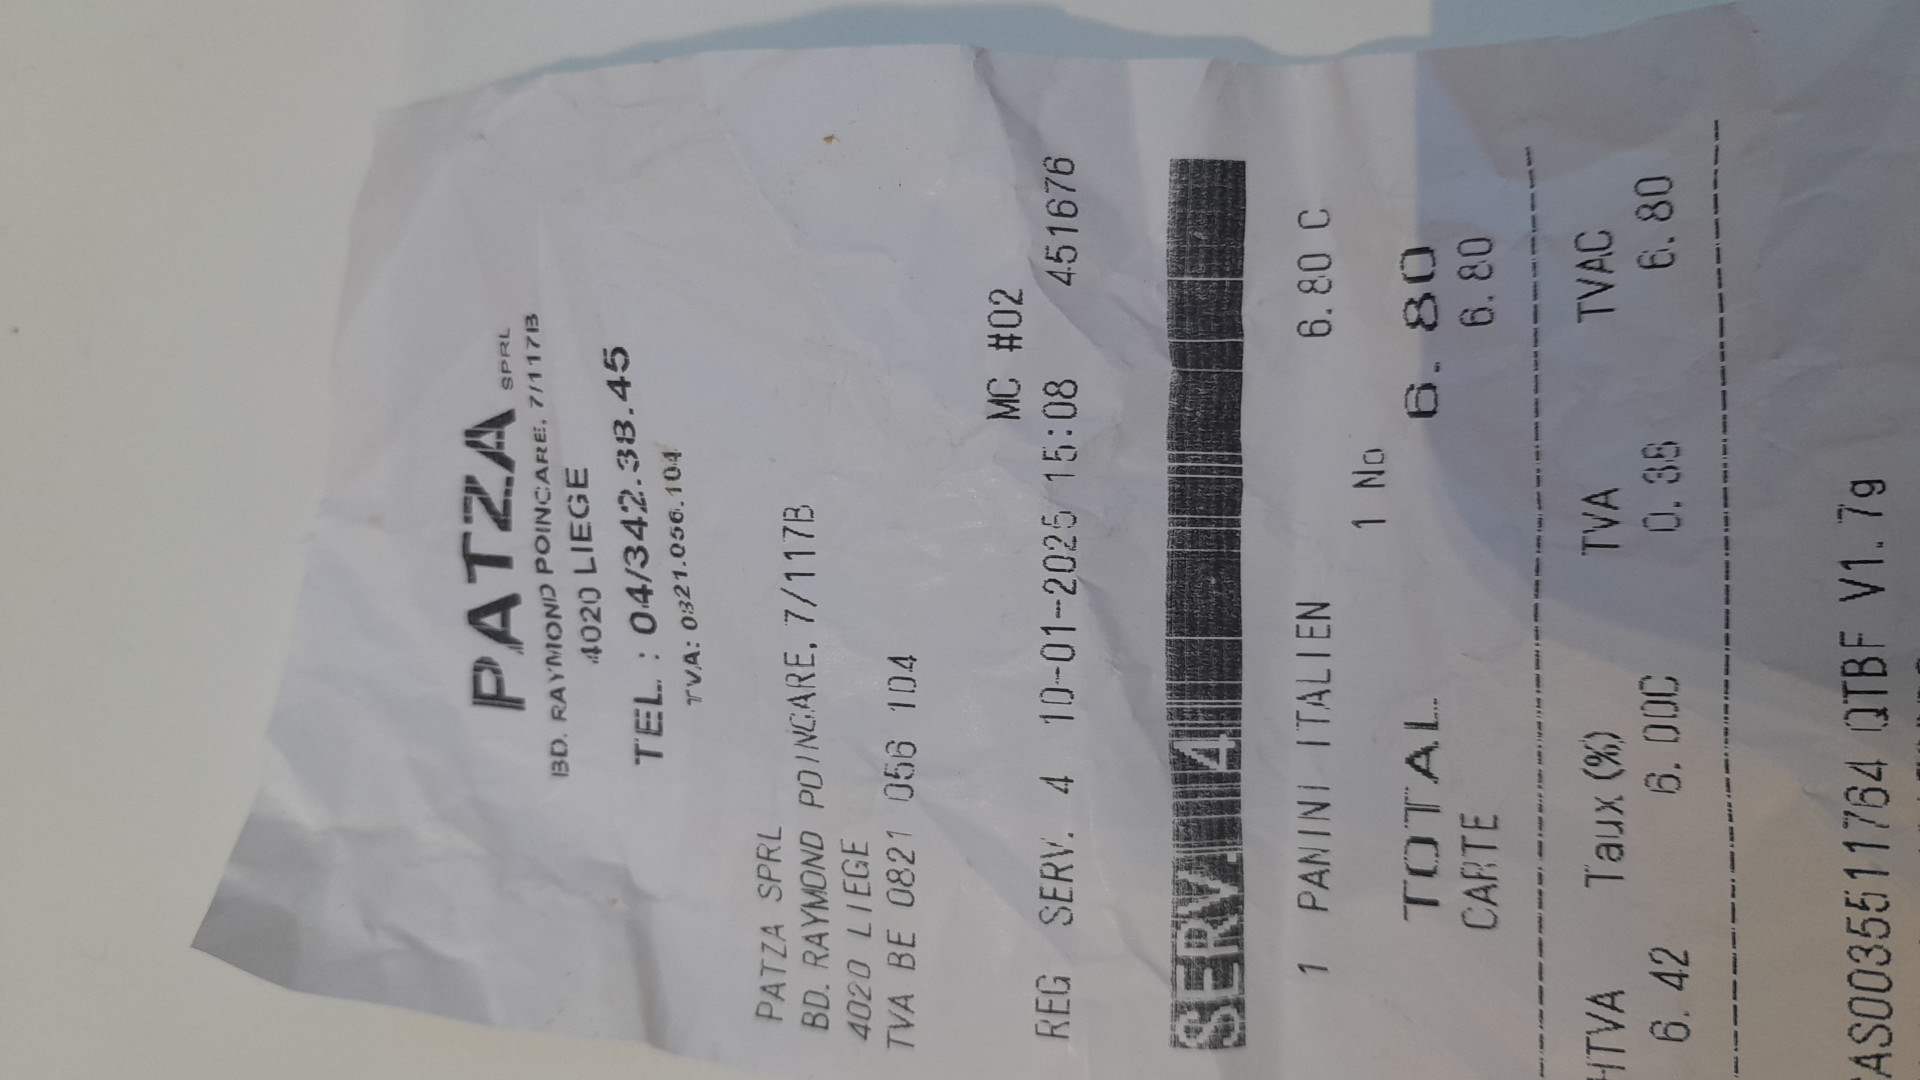 PATZA SPRL
BD. RAYMOND POINCARE, 7/117B
4020 LIEGE
TEL. : 04/342.38.45
TVA: 0821.056.104
PATZA SPRL
BD. RAYMOND POINCARE, 7/117B
4020 LIEGE
TVA BE 0821 056 104
MC #02
REG SERV. 4 10-01-2025 15:08 451676
SERV. 4
1 PANINI ITALIEN 6.80 C
1 No
TOTAL 6.80
CARTE 6.80
HTVA Taux (%) TVA TVAC
6.42 6.00C 0.38 6.80
AS0035511764 QTBF V1.7g